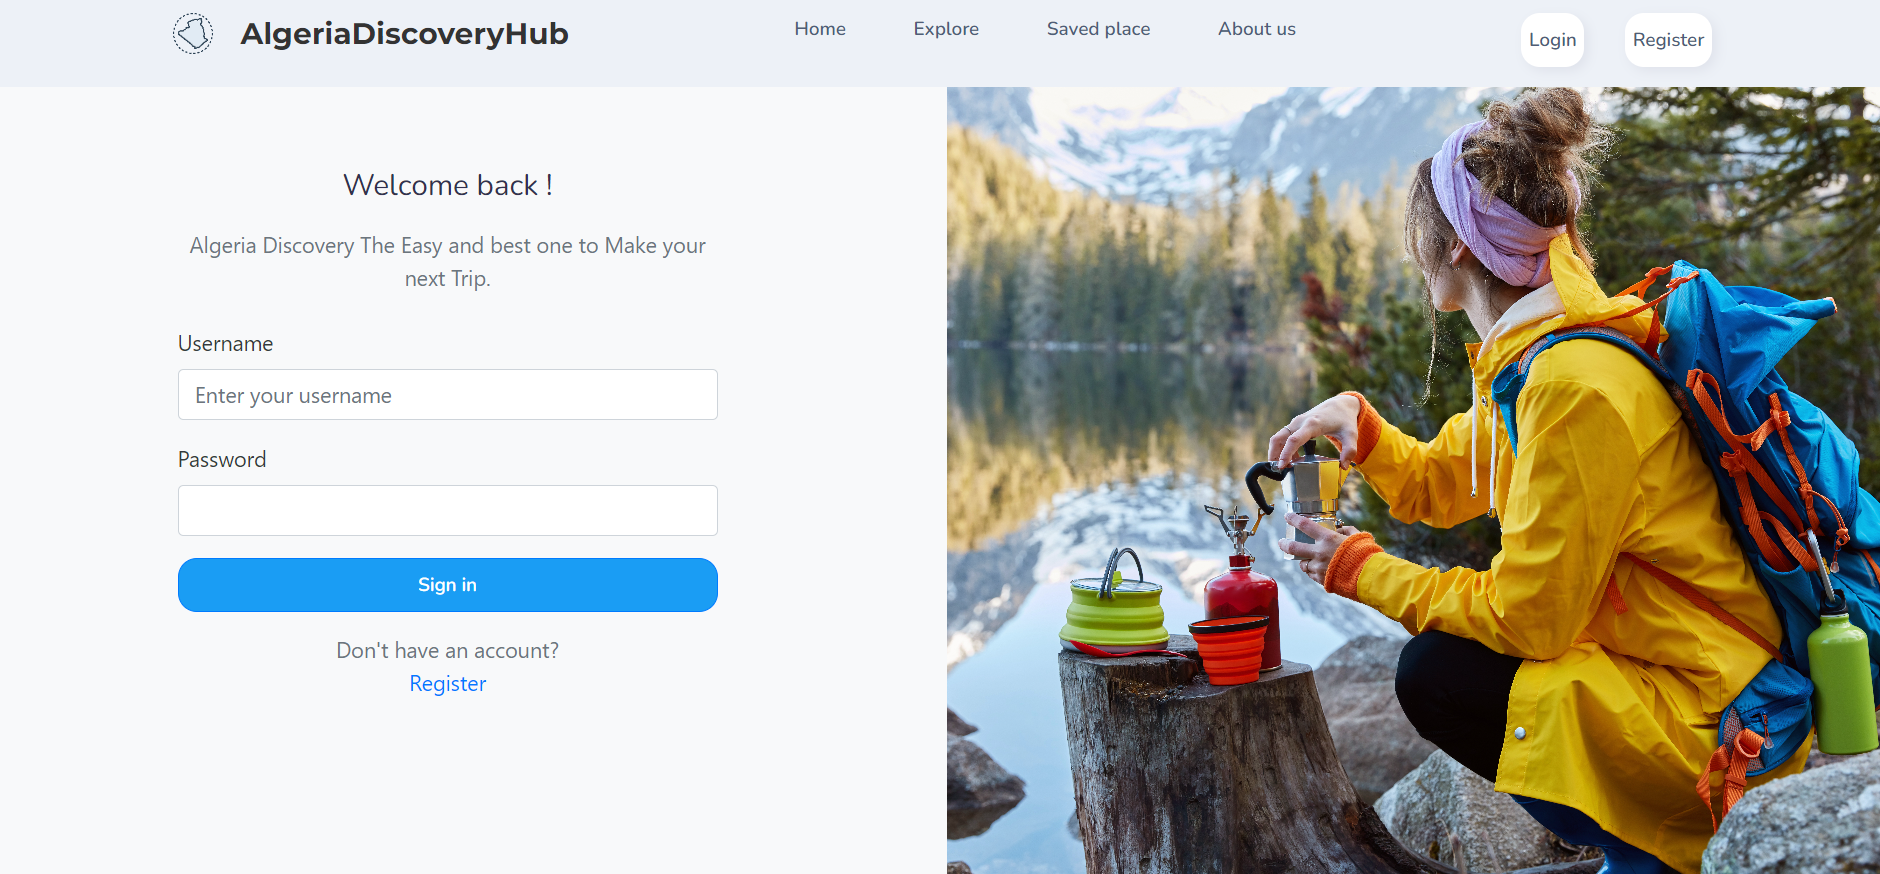 AlgeriaDiscoveryHub
Home
Explore
Saved place
About us
Login
Register
Welcome back !
Algeria Discovery The Easy and best one to Make your
next Trip.
Username
Enter your username
Password
Sign in
Don't have an account?
Register